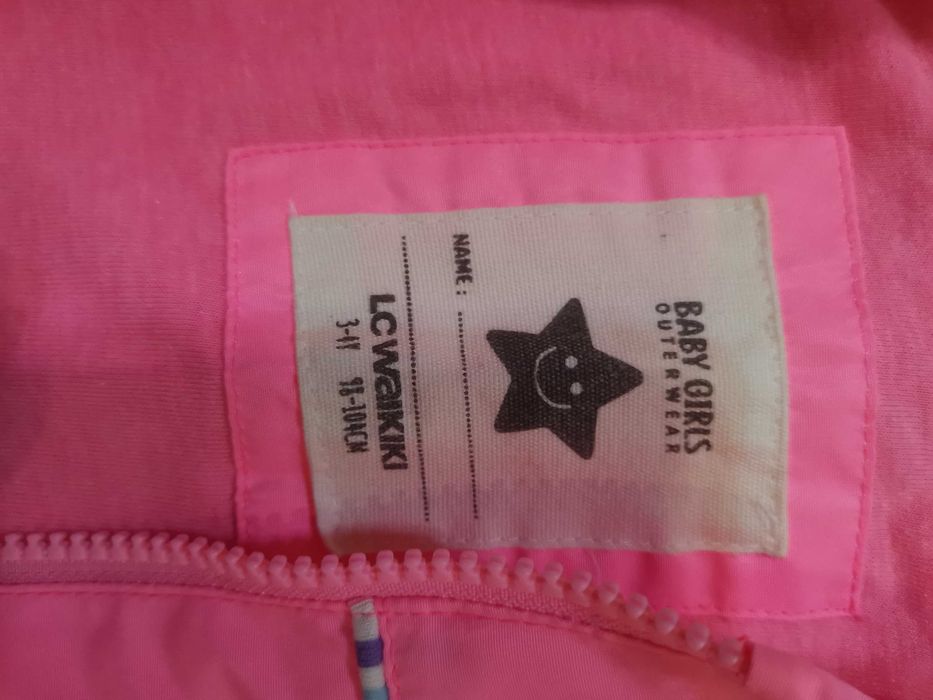 BABY GIRLS
OUTERWEAR
NAME:
LC WAIKIKI
3-4Y 98-104CM